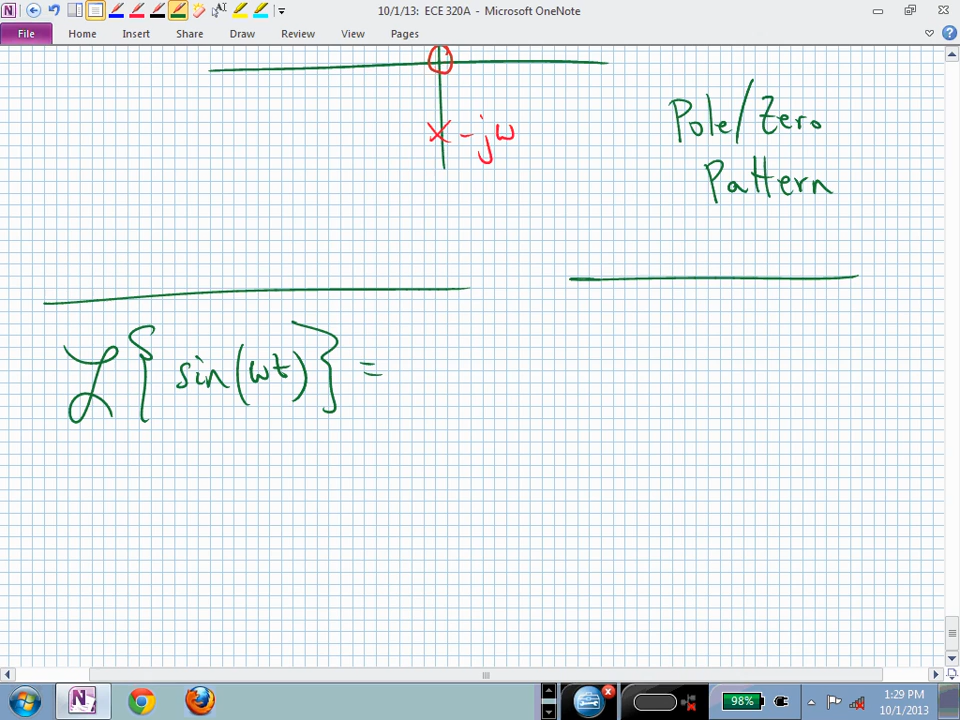 10/1/13: ECE 320A - Microsoft OneNote
File Home Insert Share Draw Review View Pages
x -jω
Pole/Zero
Pattern
ℒ{sin(ωt)} =
98%
1:29 PM
10/1/2013